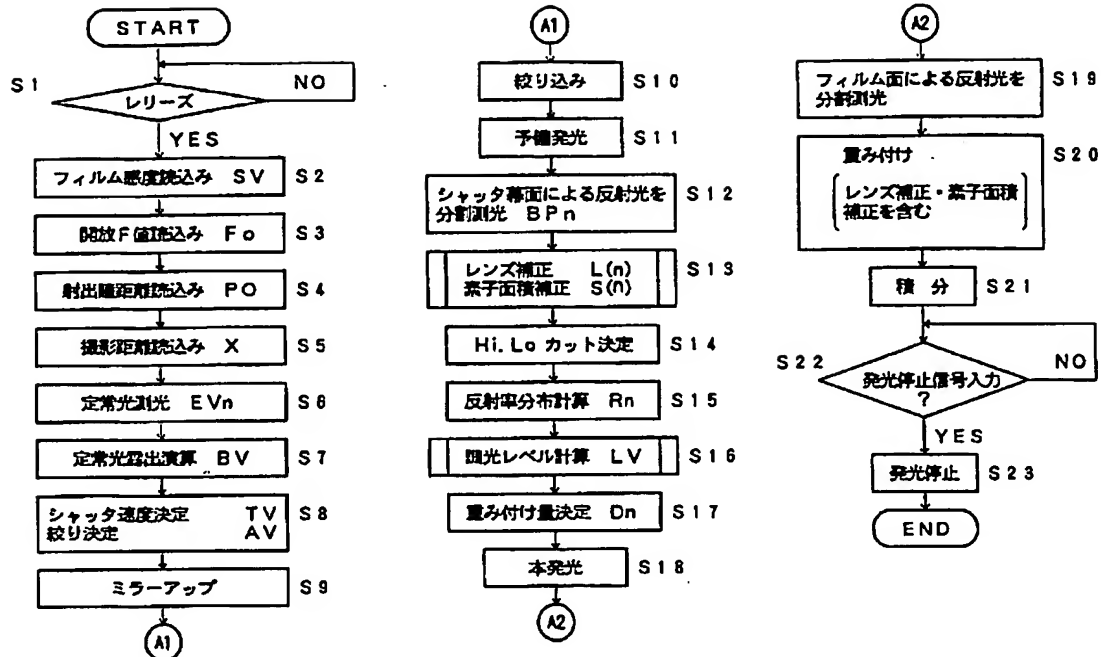 START
S1
レリーズ
NO
YES
フィルム感度読込み SV S2
開放F値読込み Fo S3
射出瞳距離読込み PO S4
撮影距離読込み X S5
定常光測光 EVn S6
定常光露出演算 BV S7
シャッタ速度決定 TV S8
絞り決定 AV
ミラーアップ S9
A1
A1
絞り込み S10
予備発光 S11
シャッタ幕面による反射光を S12
分割測光 BPn
レンズ補正 L(n) S13
素子面積補正 S(n)
Hi.Lo カット決定 S14
反射率分布計算 Rn S15
調光レベル計算 LV S16
重み付け量決定 Dn S17
本発光 S18
A2
A2
フィルム面による反射光を S19
分割測光
重み付け S20
レンズ補正・素子面積
補正を含む
積分 S21
S22
発光停止信号入力
?
NO
YES
発光停止 S23
END